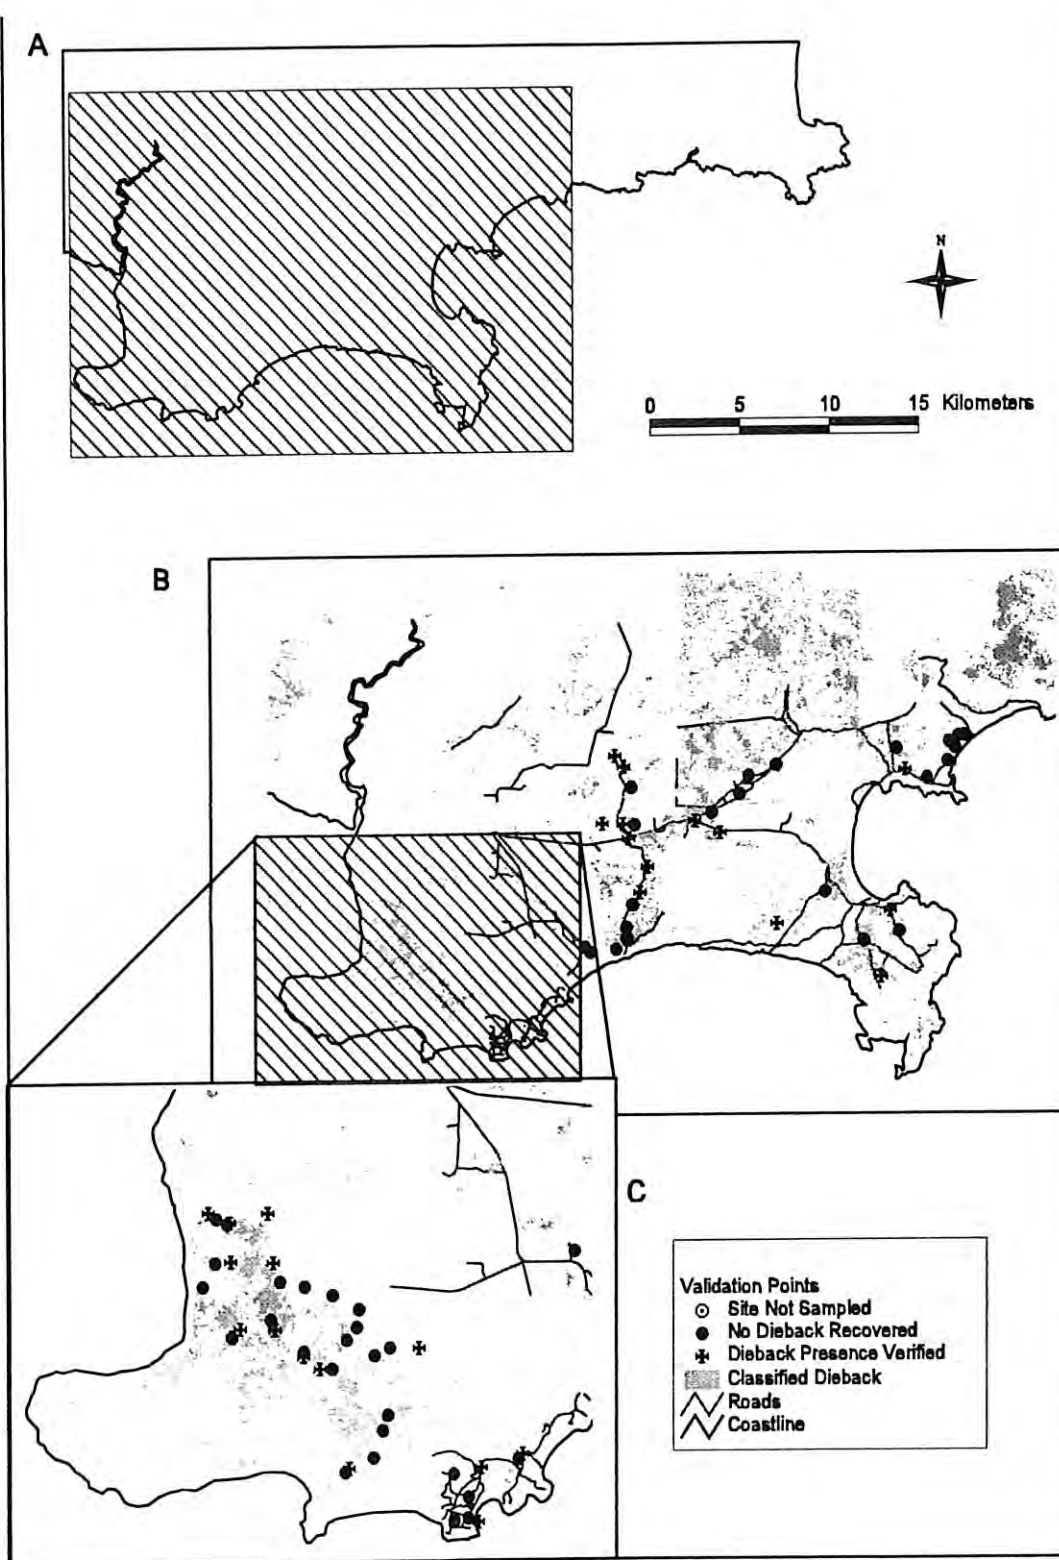 A
N
0 5 10 15 Kilometers
B
C
Validation Points
Site Not Sampled
No Dieback Recovered
Dieback Presence Verified
Classified Dieback
Roads
Coastline